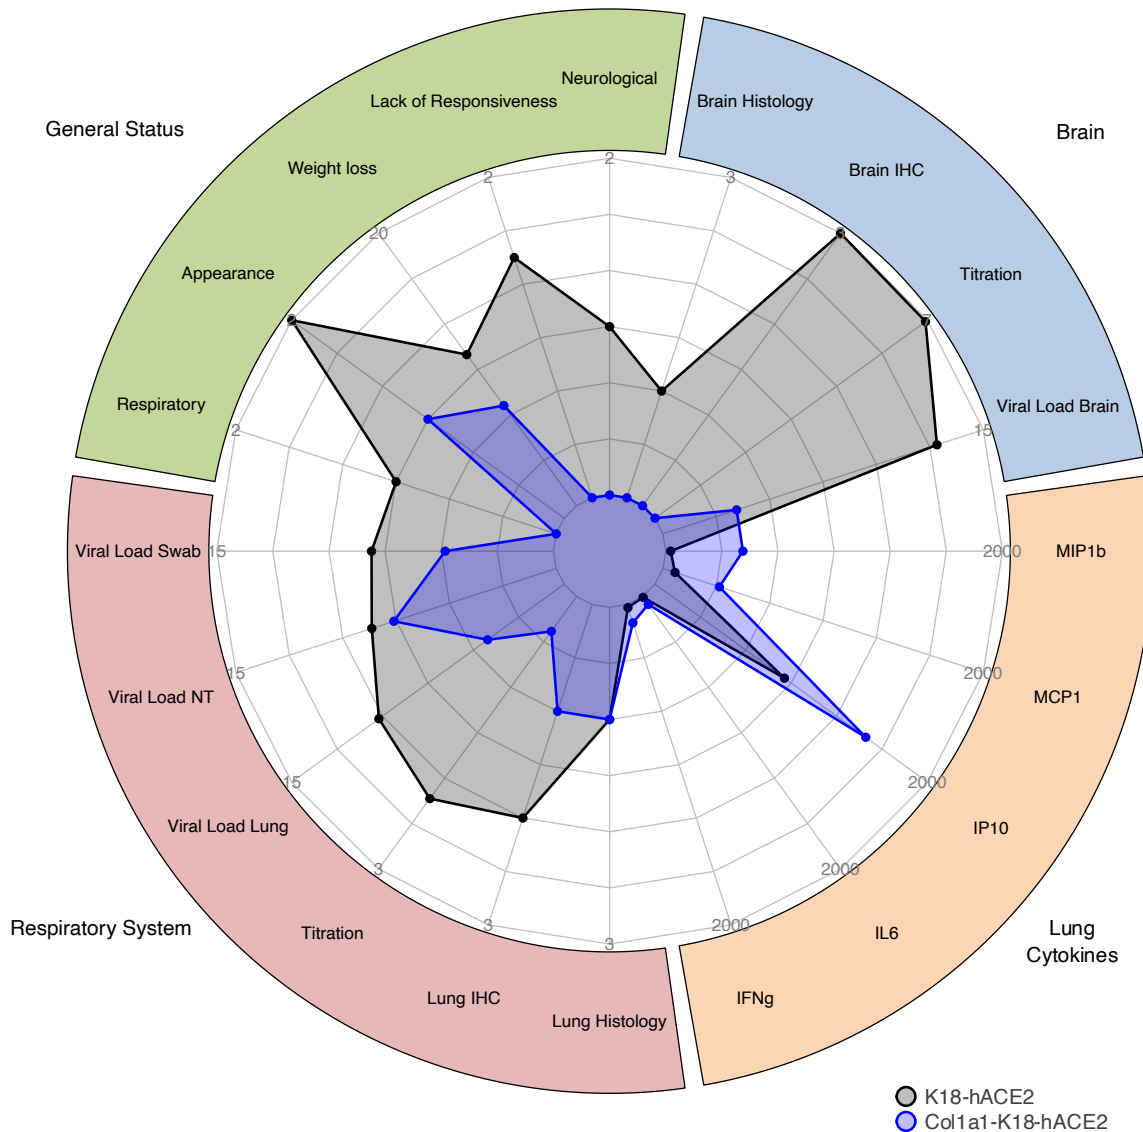 Neurological
Lack of Responsiveness
Brain Histology
General Status
Brain
Weight loss
Brain IHC
2
2
3
20
Appearance
Titration
7
Respiratory
Viral Load Brain
2
15
Viral Load Swab
15
2000
MIP1b
15
2000
Viral Load NT
MCP1
15
2000
Viral Load Lung
IP10
3
2000
3
2000
3
Respiratory System
Titration
IL6
Lung
Cytokines
Lung IHC
IFNg
Lung Histology
K18-hACE2
Col1a1-K18-hACE2